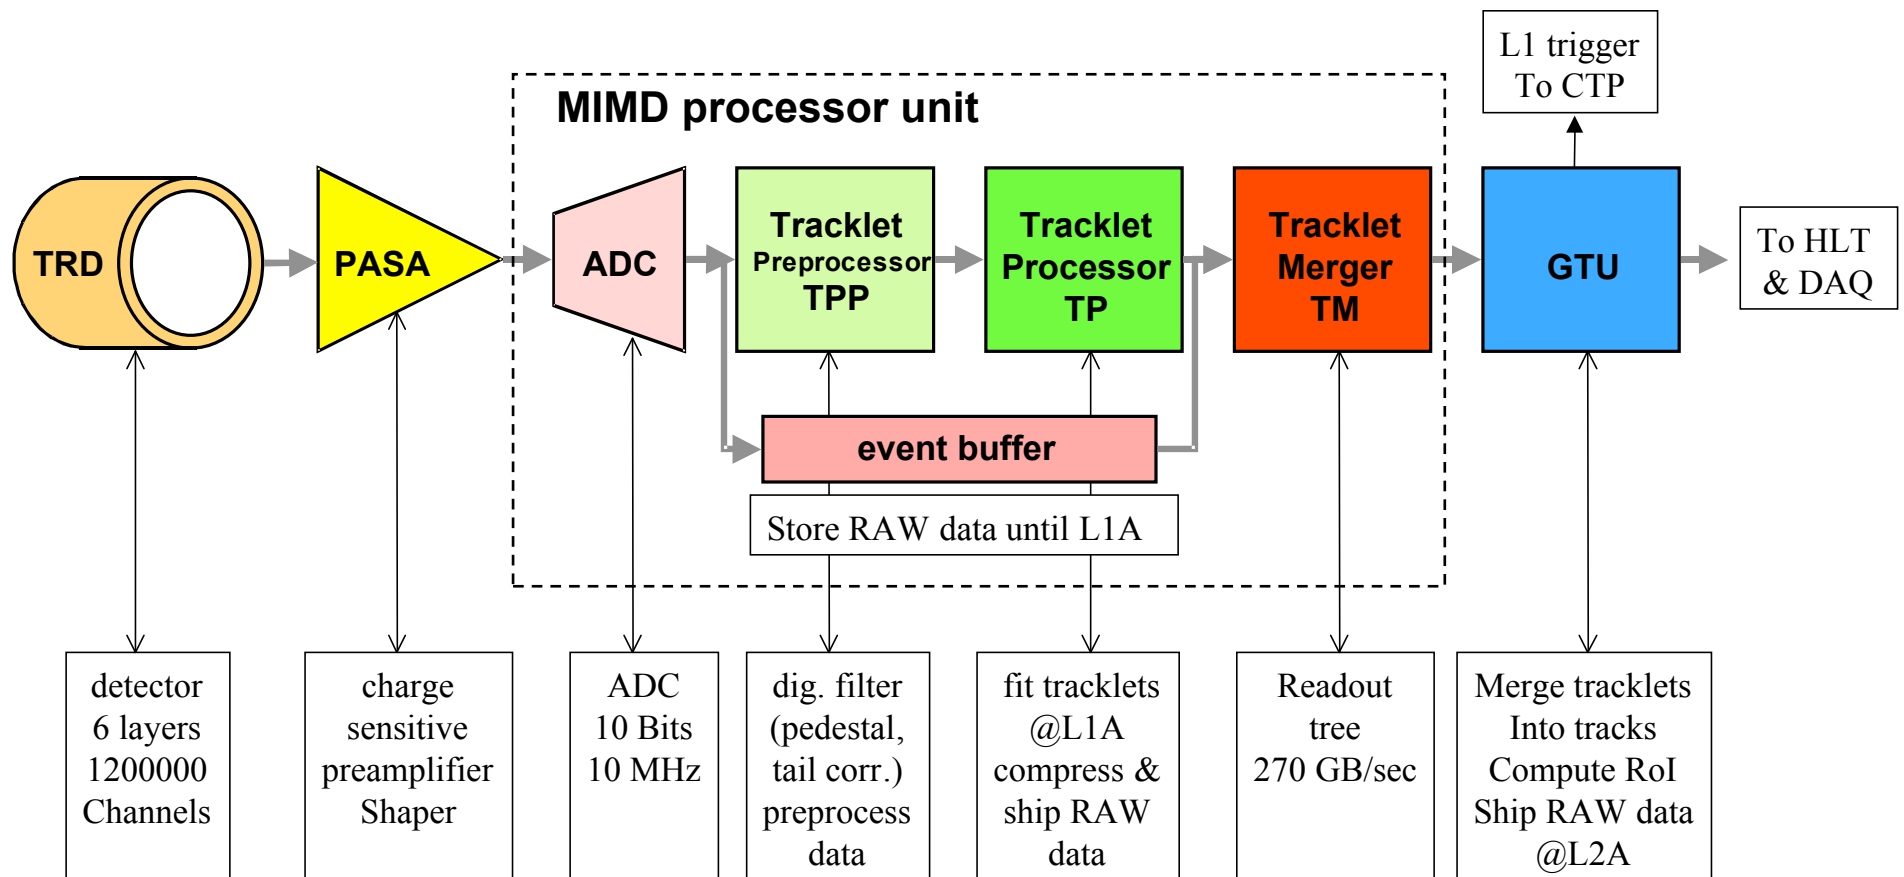 L1 trigger
To CTP
MIMD processor unit
TRD
PASA
ADC
Tracklet
Preprocessor
TPP
Tracklet
Processor
TP
Tracklet
Merger
TM
GTU
To HLT
& DAQ
event buffer
Store RAW data until L1A
detector
6 layers
1200000
Channels
charge
sensitive
preamplifier
Shaper
ADC
10 Bits
10 MHz
dig. filter
(pedestal,
tail corr.)
preprocess
data
fit tracklets
@L1A
compress &
ship RAW
data
Readout
tree
270 GB/sec
Merge tracklets
Into tracks
Compute RoI
Ship RAW data
@L2A